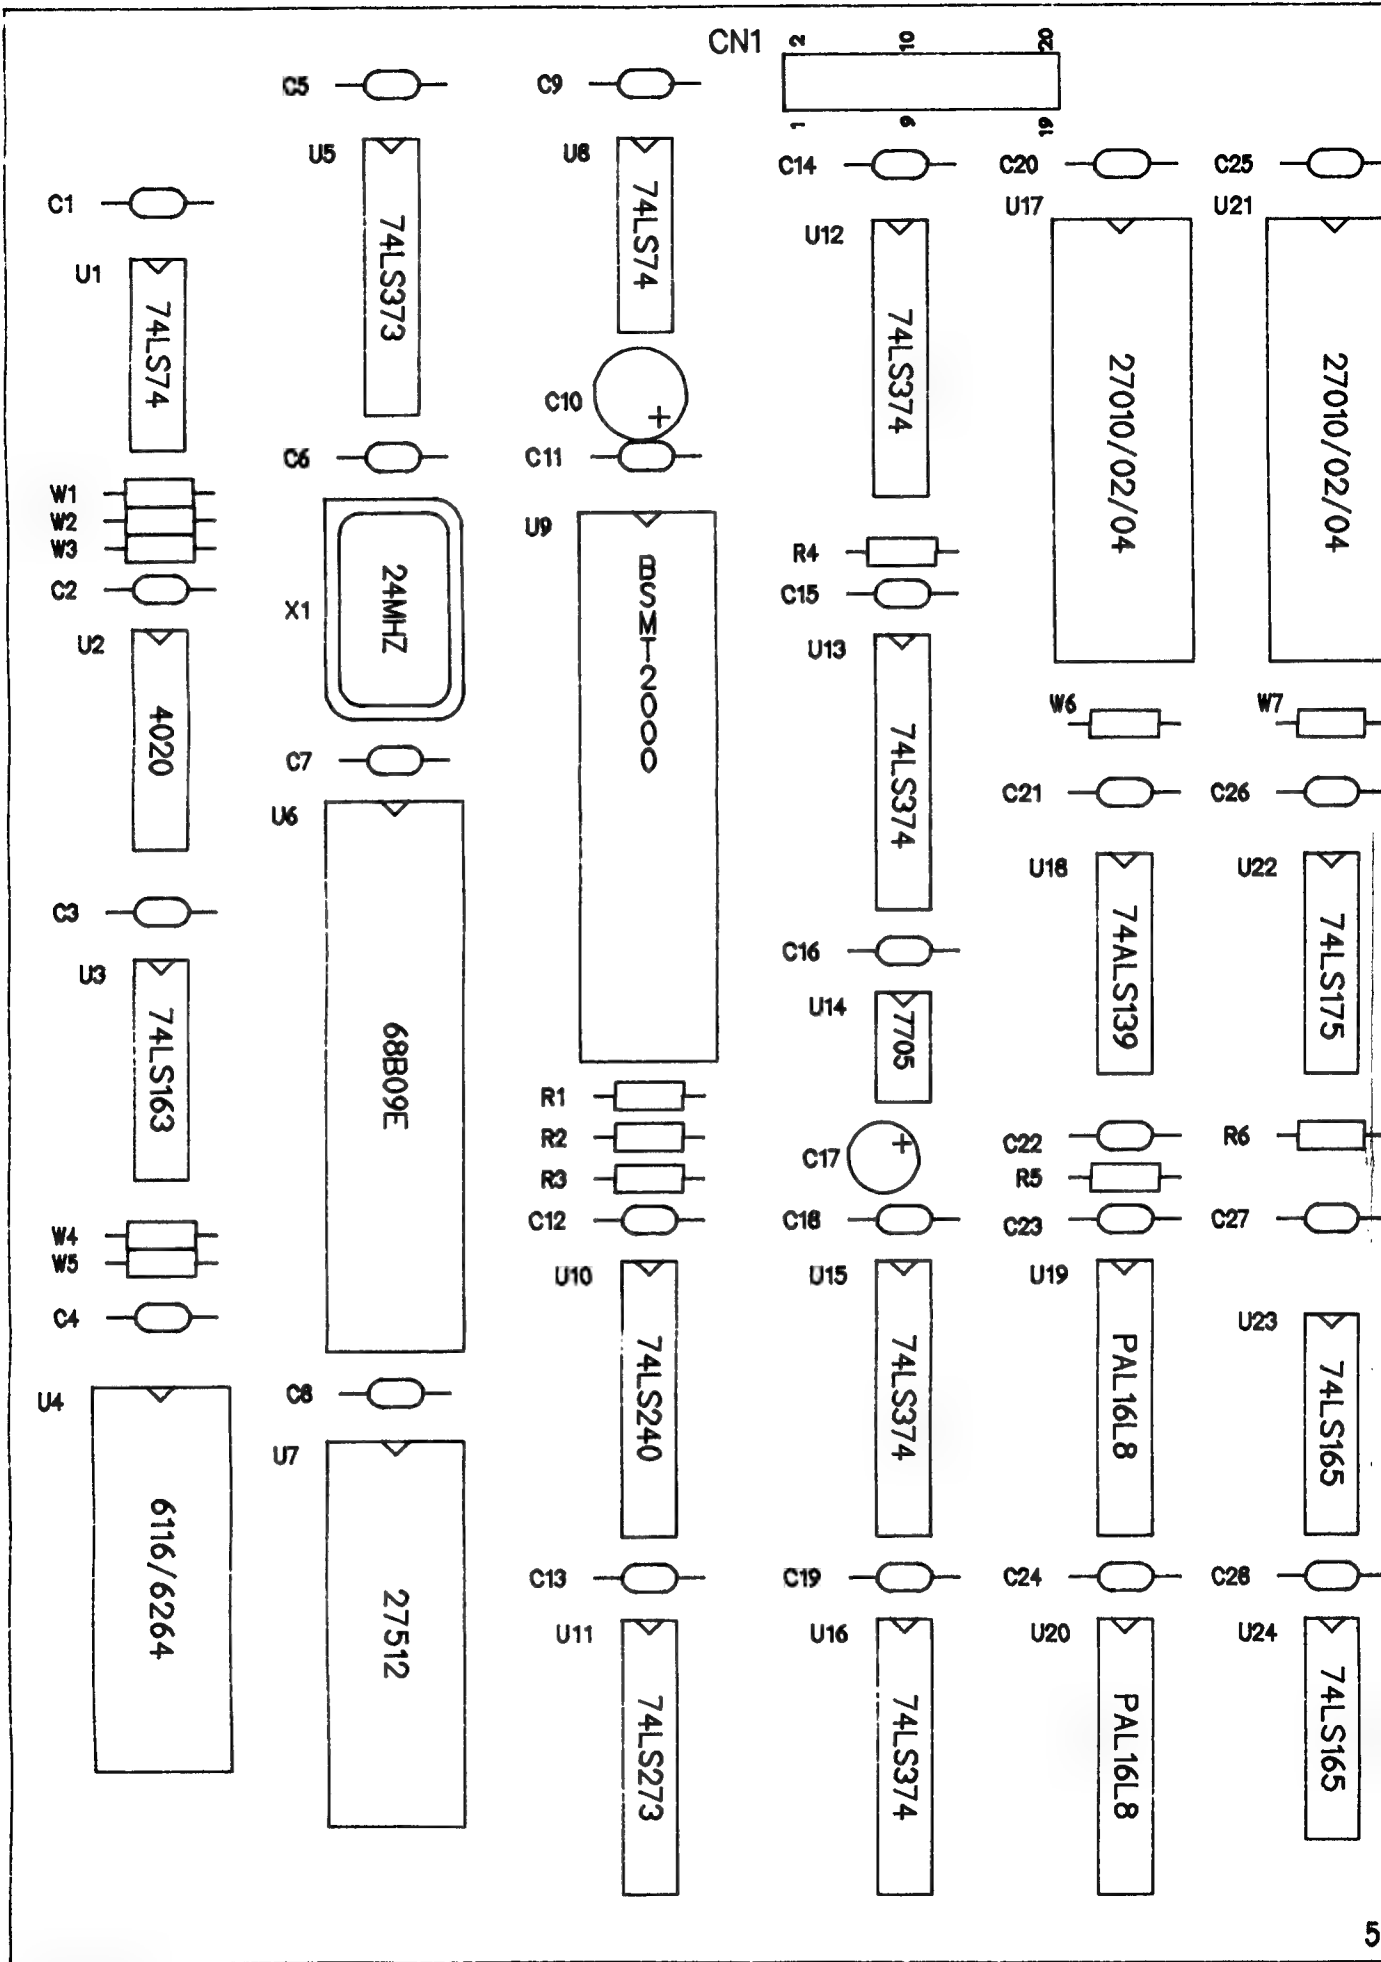 CN1
2
10
20
1
9
19
C1
U1
74LS74
W1
W2
W3
C2
U2
4020
C3
U3
74LS163
W4
W5
C4
U4
6116/6264
C5
U5
74LS373
C6
X1
24MHZ
C7
U6
68B09E
C8
U7
27512
C9
U8
74LS74
C10
+
C11
U9
BSMT2000
R1
R2
R3
C12
U10
74LS240
C13
U11
74LS273
C14
U12
74LS374
R4
C15
U13
74LS374
C16
U14
7705
C17
+
C18
U15
74LS374
C19
U16
74LS374
C20
U17
27010/02/04
W6
C21
U18
74ALS139
C22
R5
C23
U19
PAL16L8
C24
U20
PAL16L8
C25
U21
27010/02/04
W7
C26
U22
74LS175
R6
C27
U23
74LS165
C28
U24
74LS165
5